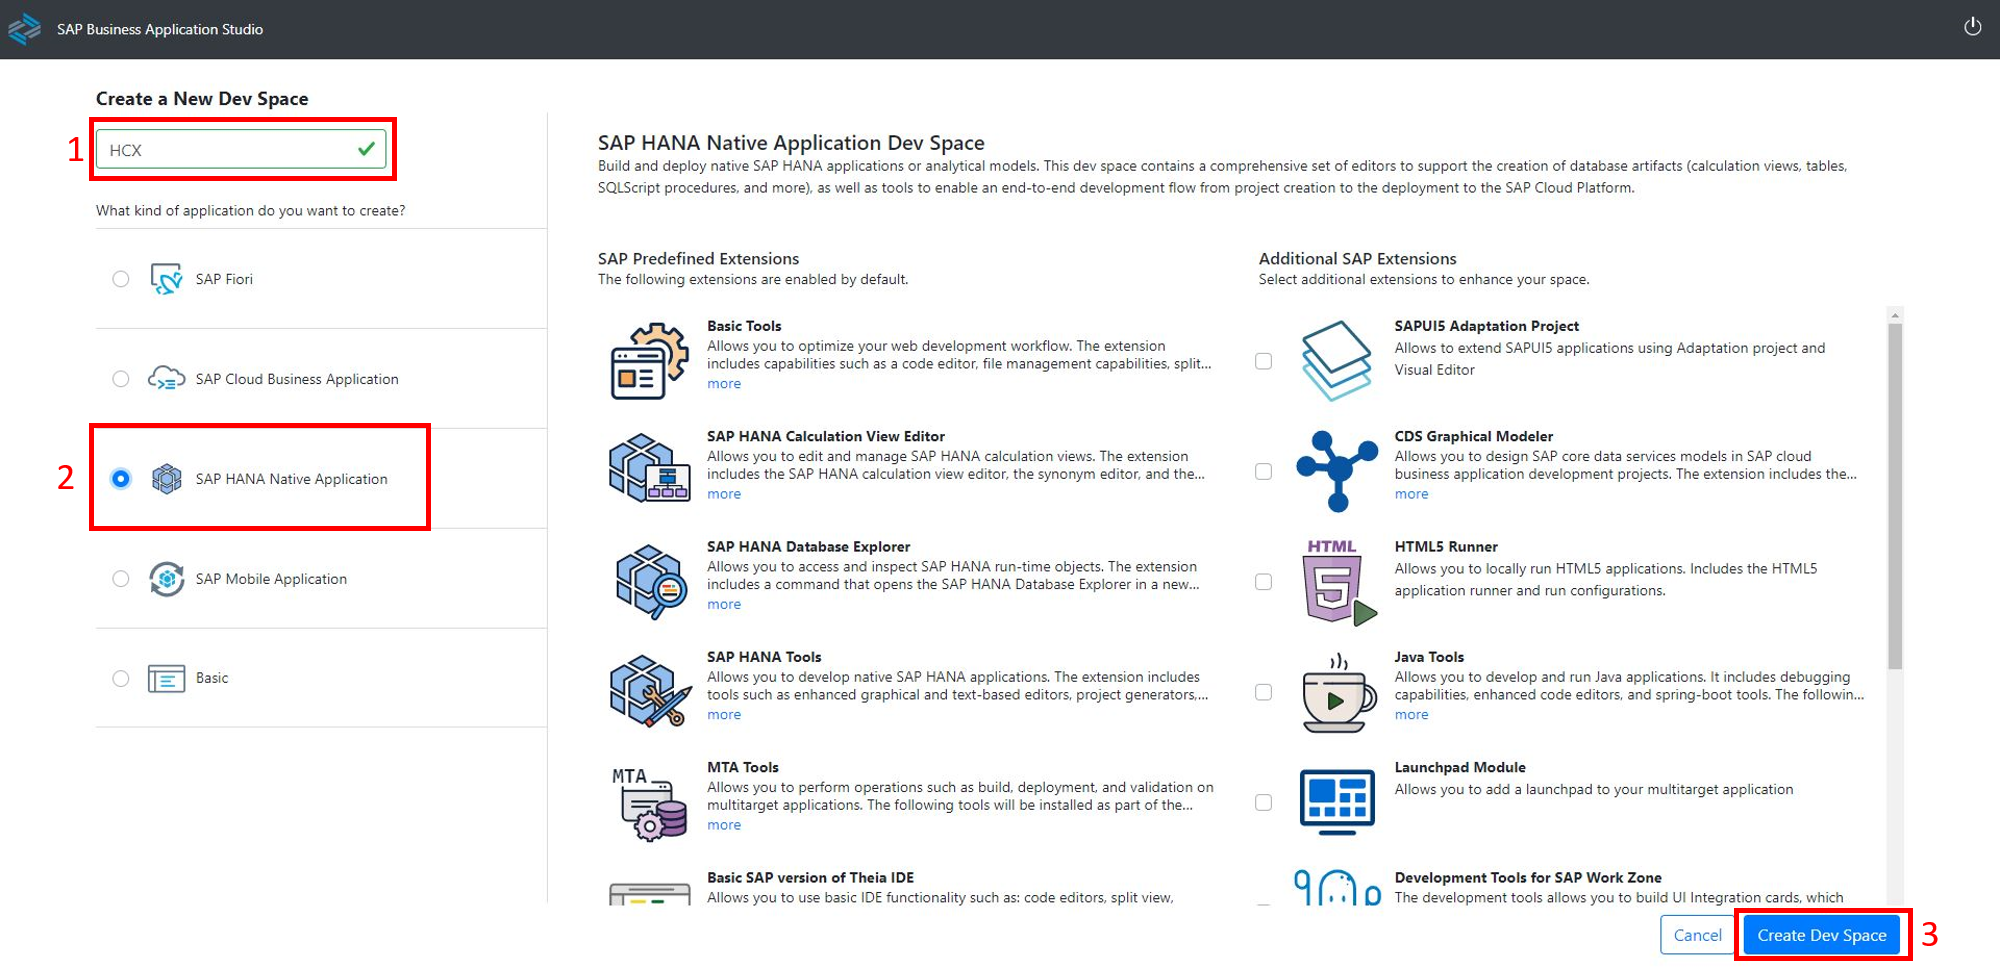 SAP Business Application Studio
Create a New Dev Space
1
HCX
What kind of application do you want to create?
SAP Fiori
SAP Cloud Business Application
2
SAP HANA Native Application
SAP Mobile Application
Basic
SAP HANA Native Application Dev Space
Build and deploy native SAP HANA applications or analytical models. This dev space contains a comprehensive set of editors to support the creation of database artifacts (calculation views, tables,
SQLScript procedures, and more), as well as tools to enable an end-to-end development flow from project creation to the deployment to the SAP Cloud Platform.
SAP Predefined Extensions
The following extensions are enabled by default.
Basic Tools
Allows you to optimize your web development workflow. The extension
includes capabilities such as a code editor, file management capabilities, split...
more
SAP HANA Calculation View Editor
Allows you to edit and manage SAP HANA calculation views. The extension
includes the SAP HANA calculation view editor, the synonym editor, and the...
more
SAP HANA Database Explorer
Allows you to access and inspect SAP HANA run-time objects. The extension
includes a command that opens the SAP HANA Database Explorer in a new...
more
SAP HANA Tools
Allows you to develop native SAP HANA applications. The extension includes
tools such as enhanced graphical and text-based editors, project generators,...
more
MTA
MTA Tools
Allows you to perform operations such as build, deployment, and validation on
multitarget applications. The following tools will be installed as part of the...
more
Basic SAP version of Theia IDE
Allows you to use basic IDE functionality such as: code editors, split view,
Additional SAP Extensions
Select additional extensions to enhance your space.
SAPUI5 Adaptation Project
Allows to extend SAPUI5 applications using Adaptation project and
Visual Editor
CDS Graphical Modeler
Allows you to design SAP core data services models in SAP cloud
business application development projects. The extension includes the...
more
HTML
5
HTML5 Runner
Allows you to locally run HTML5 applications. Includes the HTML5
application runner and run configurations.
Java Tools
Allows you to develop and run Java applications. It includes debugging
capabilities, enhanced code editors, and spring-boot tools. The followin...
more
Launchpad Module
Allows you to add a launchpad to your multitarget application
Development Tools for SAP Work Zone
The development tools allows you to build UI Integration cards, which
Cancel
Create Dev Space
3